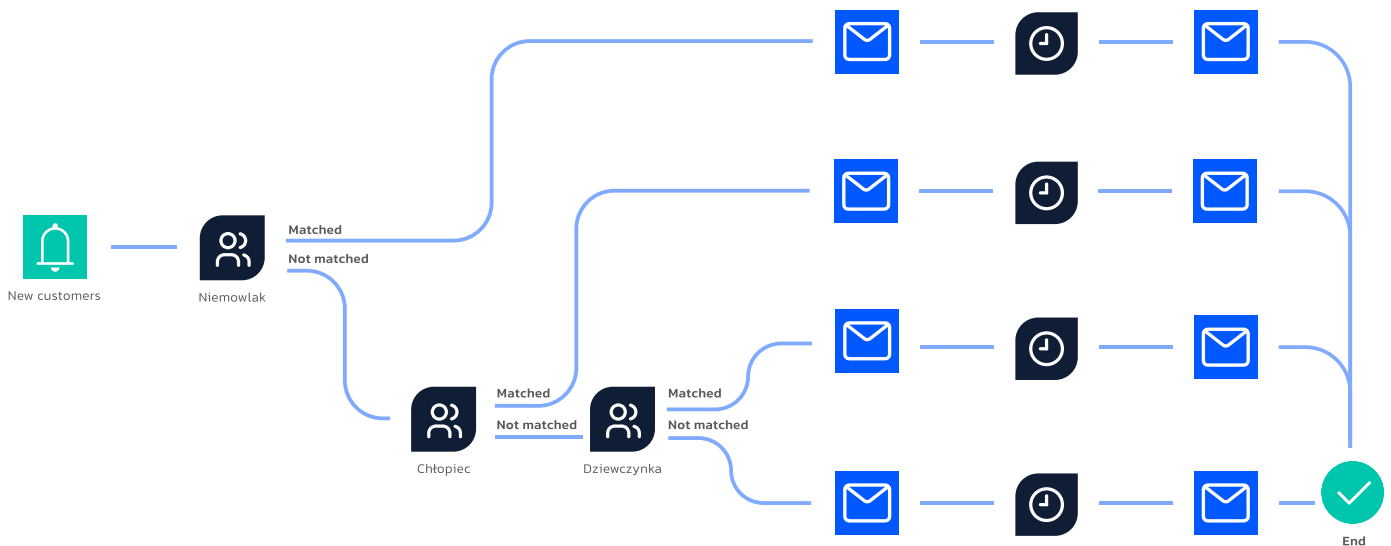 Matched
Not matched
New customers
Niemowlak
Matched
Not matched
Chłopiec
Matched
Not matched
Dziewczynka
End